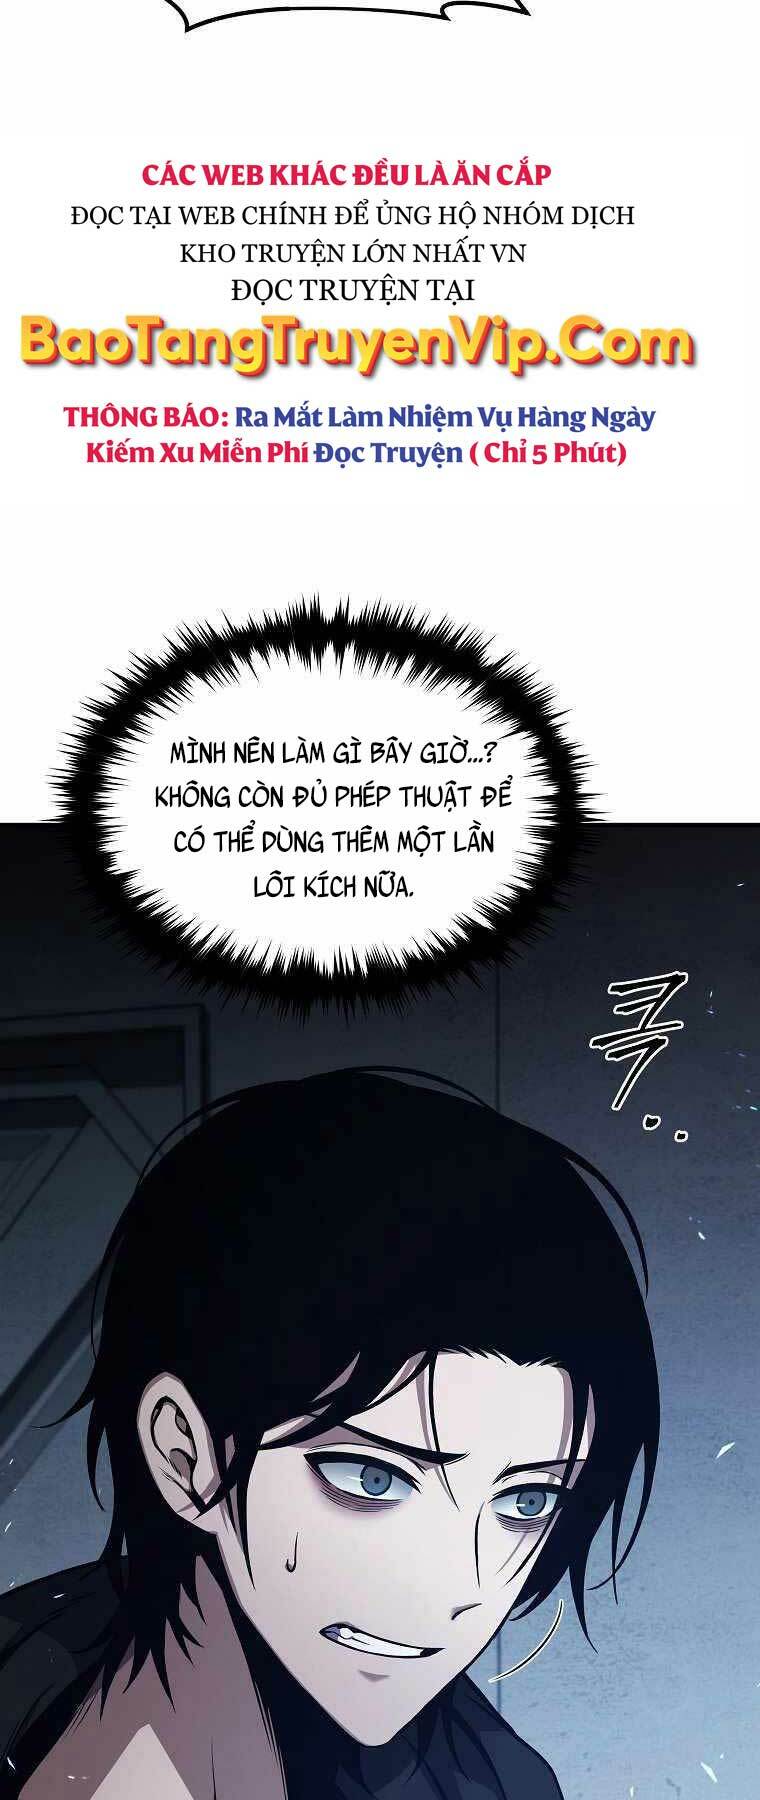 CÁC WEB KHÁC ĐỀU LÀ ĂN CẮP
ĐỌC TẠI WEB CHÍNH ĐỂ ỦNG HỘ NHÓM DỊCH
KHO TRUYỆN LỚN NHẤT VN
ĐỌC TRUYỆN TẠI
BaoTangTruyenVip.Com
THÔNG BÁO: Ra Mắt Làm Nhiệm Vụ Hàng Ngày
Kiếm Xu Miễn Phí Đọc Truyện ( Chỉ 5 Phút)
MÌNH NÊN LÀM GÌ BÂY GIỜ...?
KHÔNG CÒN ĐỦ PHÉP THUẬT ĐỂ
CÓ THỂ DÙNG THÊM MỘT LẦN
LÔI KÍCH NỮA.
큭..